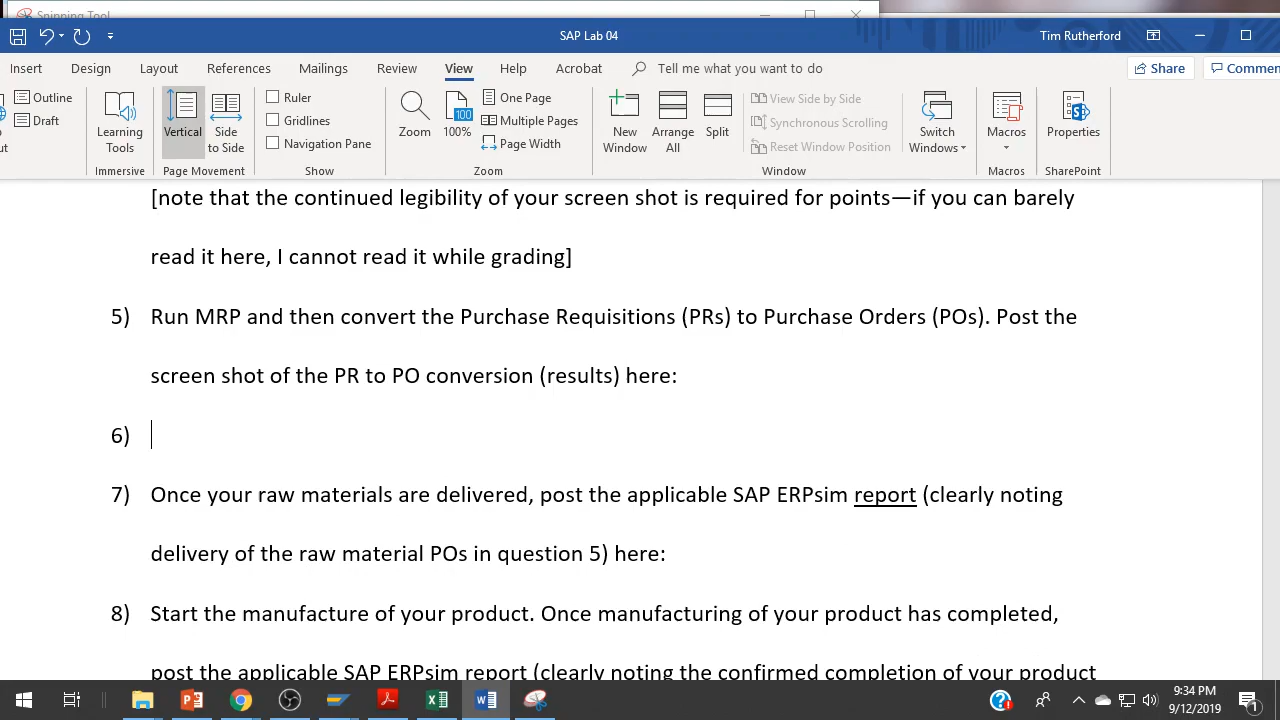 Snipping Tool
SAP Lab 04
Tim Rutherford
Insert Design Layout References Mailings Review View Help Acrobat Tell me what you want to do Share Commen
Outline
Draft
Learning Tools
Immersive
Vertical
Side to Side
Page Movement
Ruler
Gridlines
Navigation Pane
Show
Zoom
100
100%
One Page
Multiple Pages
Page Width
Zoom
New Window
Arrange All
Split
View Side by Side
Synchronous Scrolling
Reset Window Position
Switch Windows
Window
Macros
Macros
Properties
SharePoint
[note that the continued legibility of your screen shot is required for points—if you can barely
read it here, I cannot read it while grading]
5) Run MRP and then convert the Purchase Requisitions (PRs) to Purchase Orders (POs). Post the
screen shot of the PR to PO conversion (results) here:
6)
7) Once your raw materials are delivered, post the applicable SAP ERPsim report (clearly noting
delivery of the raw material POs in question 5) here:
8) Start the manufacture of your product. Once manufacturing of your product has completed,
post the applicable SAP ERPsim report (clearly noting the confirmed completion of your product
9:34 PM
9/12/2019
1